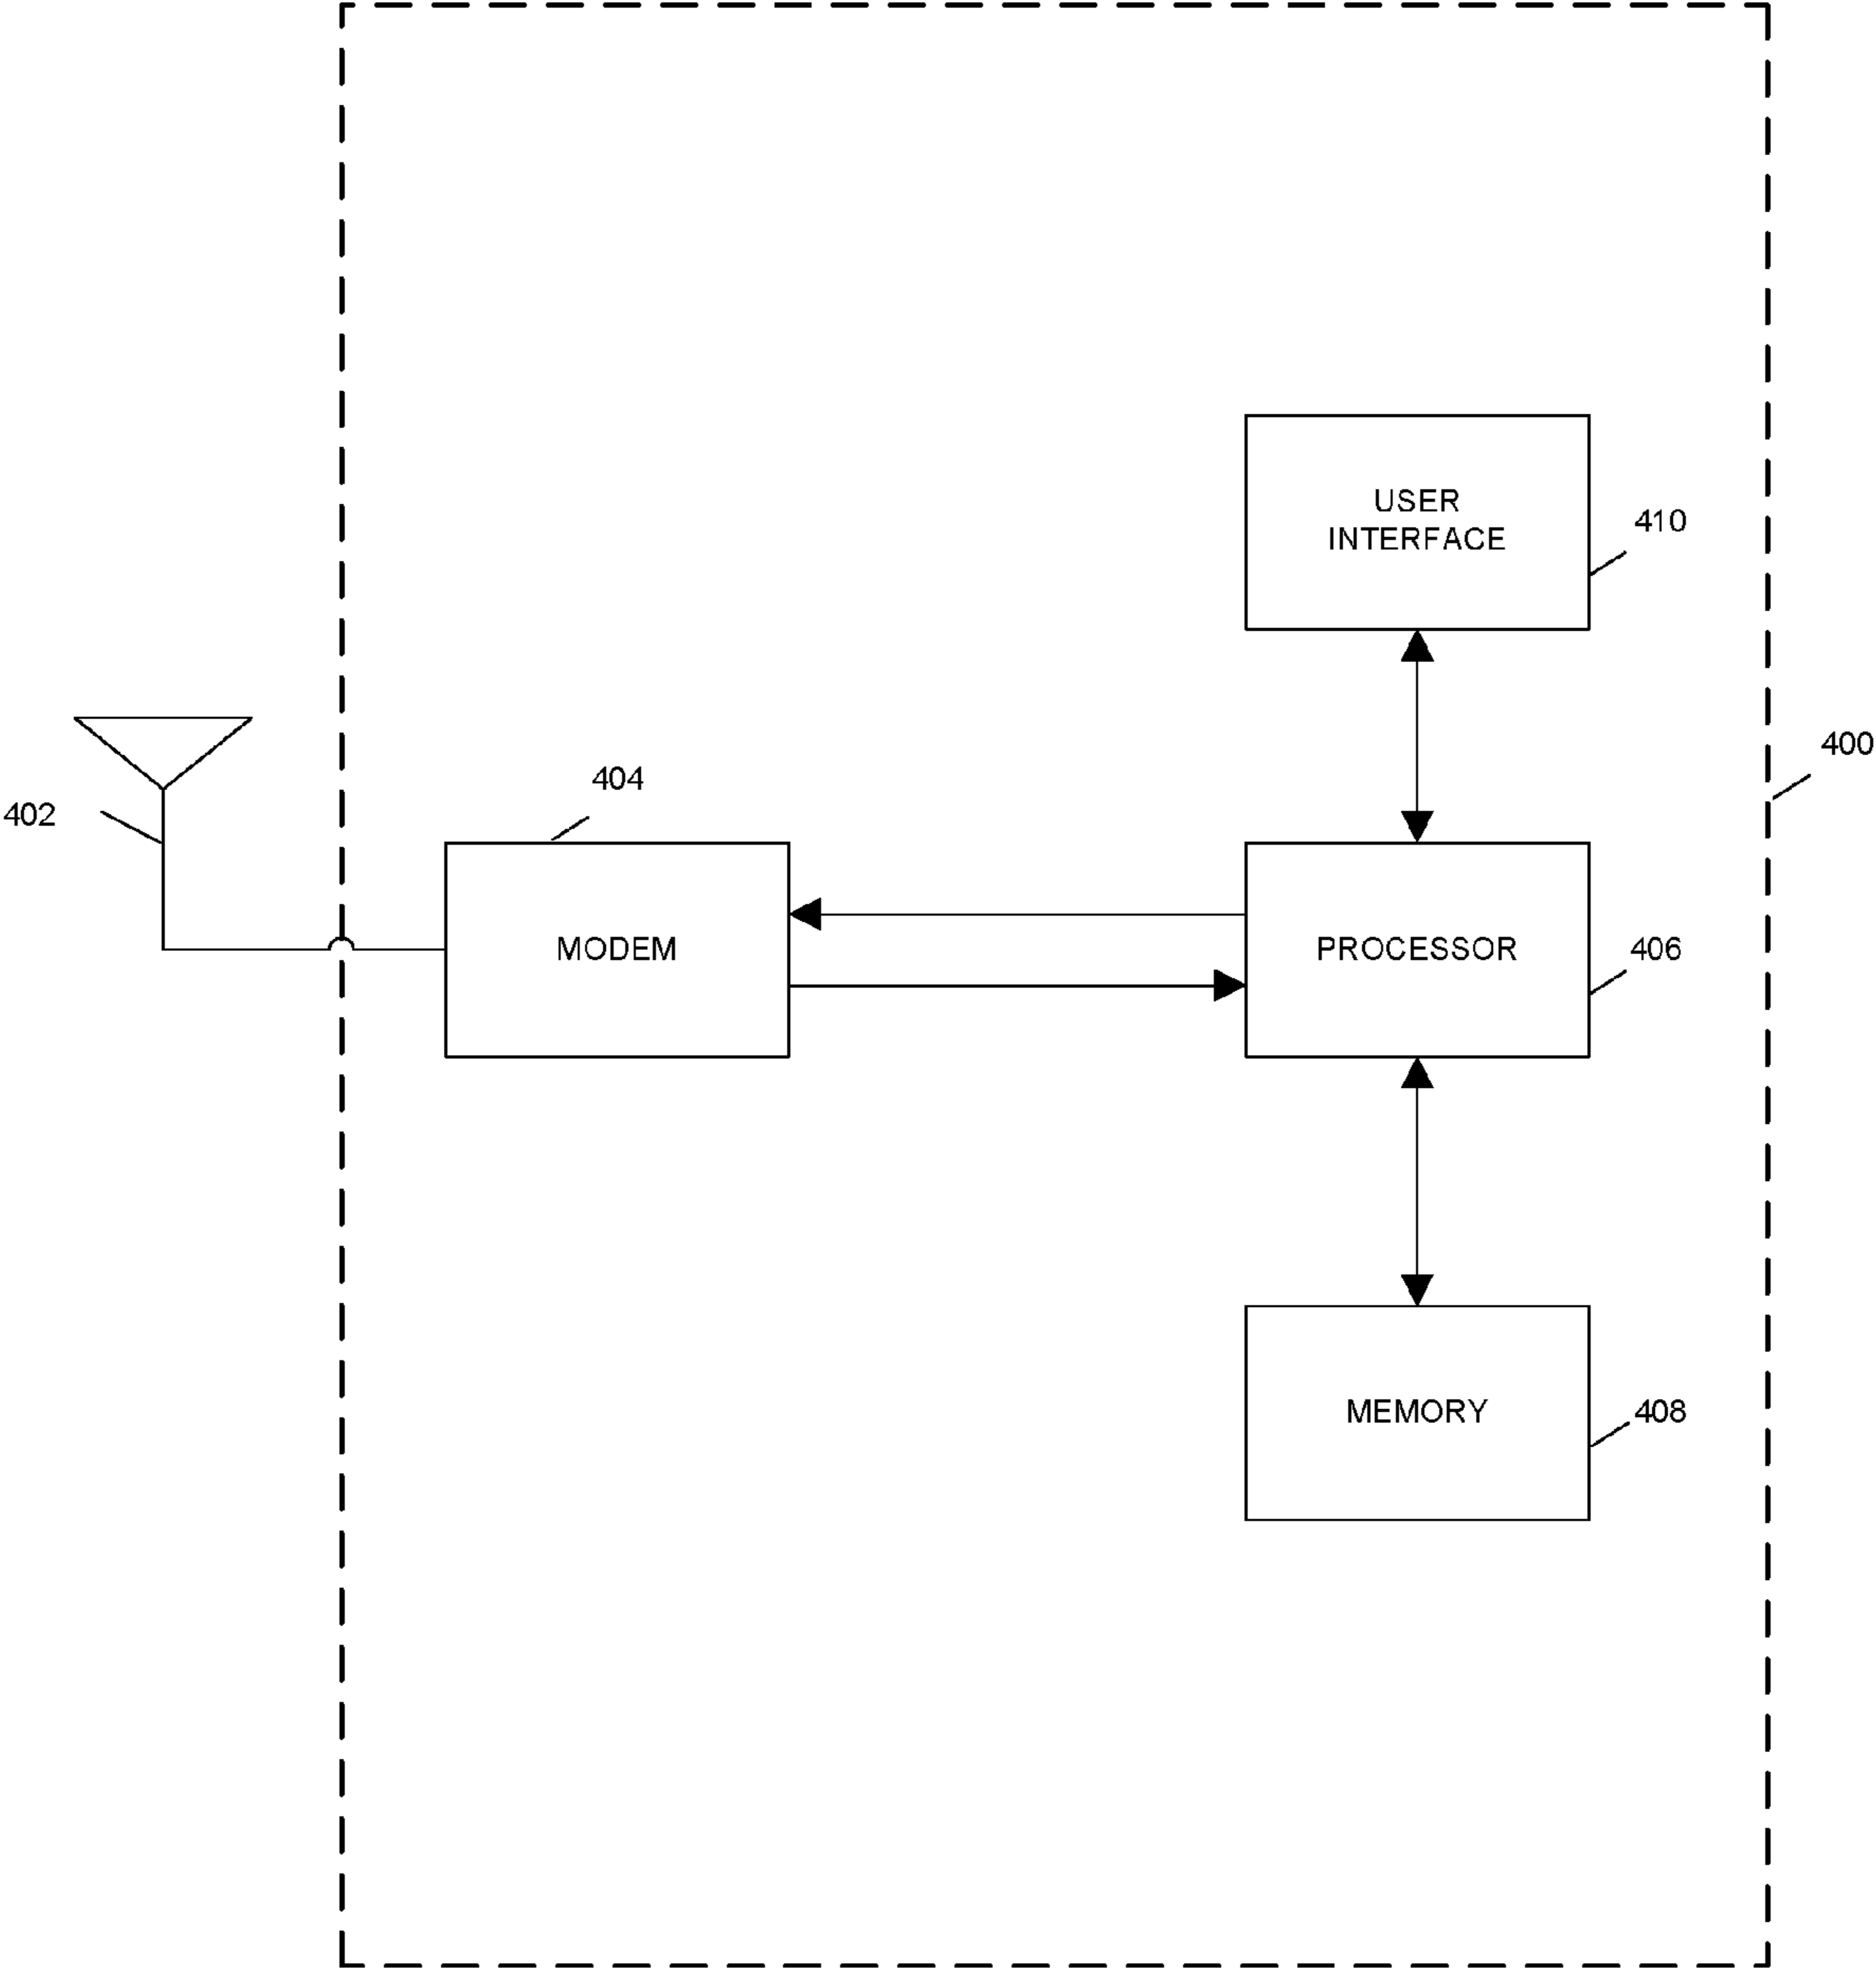 USER
INTERFACE
410
400
404
402
MODEM
PROCESSOR
406
MEMORY
408